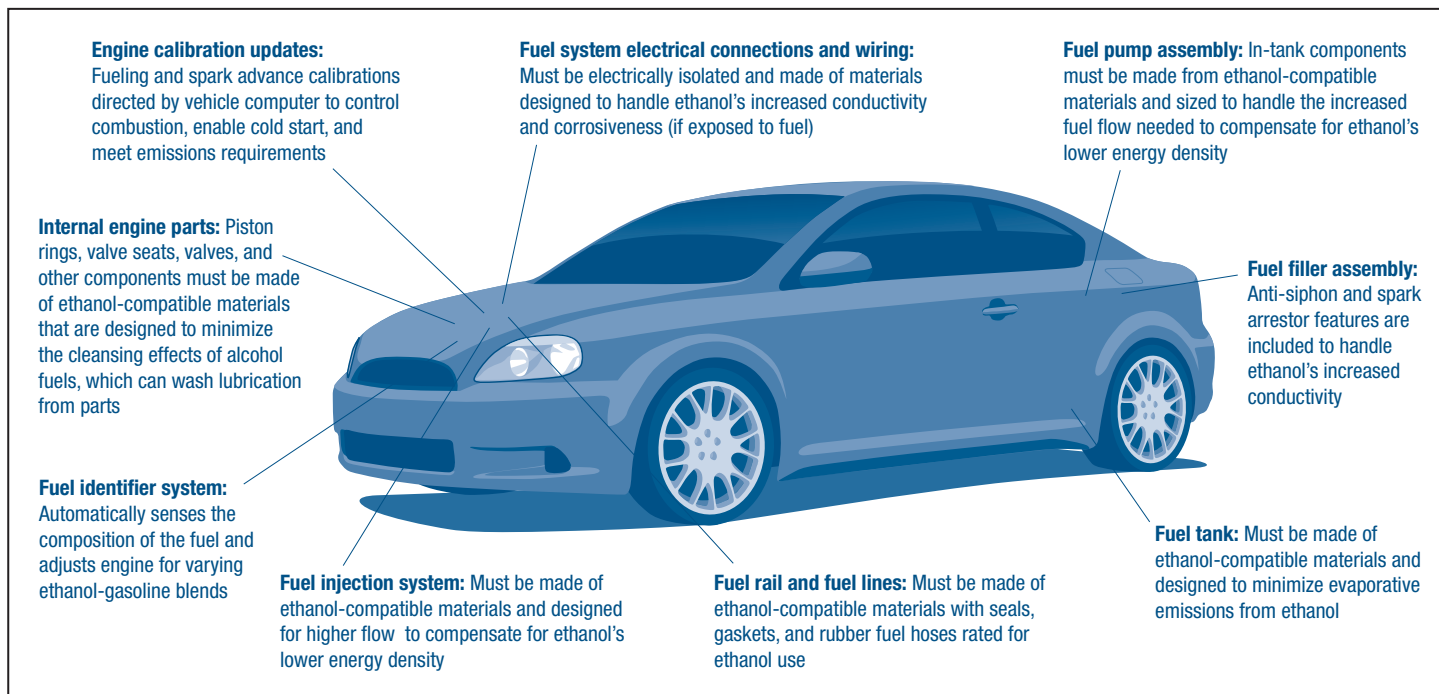 Engine calibration updates:
Fueling and spark advance calibrations
directed by vehicle computer to control
combustion, enable cold start, and
meet emissions requirements
Fuel system electrical connections and wiring:
Must be electrically isolated and made of materials
designed to handle ethanol’s increased conductivity
and corrosiveness (if exposed to fuel)
Fuel pump assembly: In-tank components
must be made from ethanol-compatible
materials and sized to handle the increased
fuel flow needed to compensate for ethanol’s
lower energy density
Internal engine parts: Piston
rings, valve seats, valves, and
other components must be made
of ethanol-compatible materials
that are designed to minimize
the cleansing effects of alcohol
fuels, which can wash lubrication
from parts
Fuel filler assembly:
Anti-siphon and spark
arrestor features are
included to handle
ethanol’s increased
conductivity
Fuel identifier system:
Automatically senses the
composition of the fuel and
adjusts engine for varying
ethanol-gasoline blends
Fuel injection system: Must be made of
ethanol-compatible materials and designed
for higher flow to compensate for ethanol’s
lower energy density
Fuel rail and fuel lines: Must be made of
ethanol-compatible materials with seals,
gaskets, and rubber fuel hoses rated for
ethanol use
Fuel tank: Must be made of
ethanol-compatible materials and
designed to minimize evaporative
emissions from ethanol